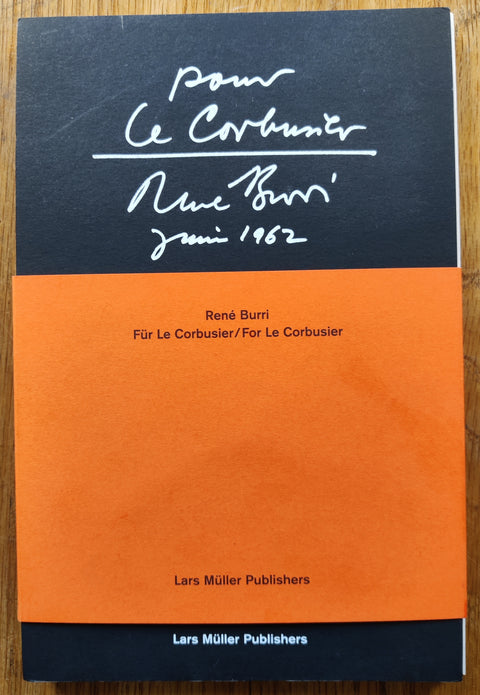 pour
Le Corbusier
René Burri
juin 1962
René Burri
Für Le Corbusier/For Le Corbusier
Lars Müller Publishers
Lars Müller Publishers